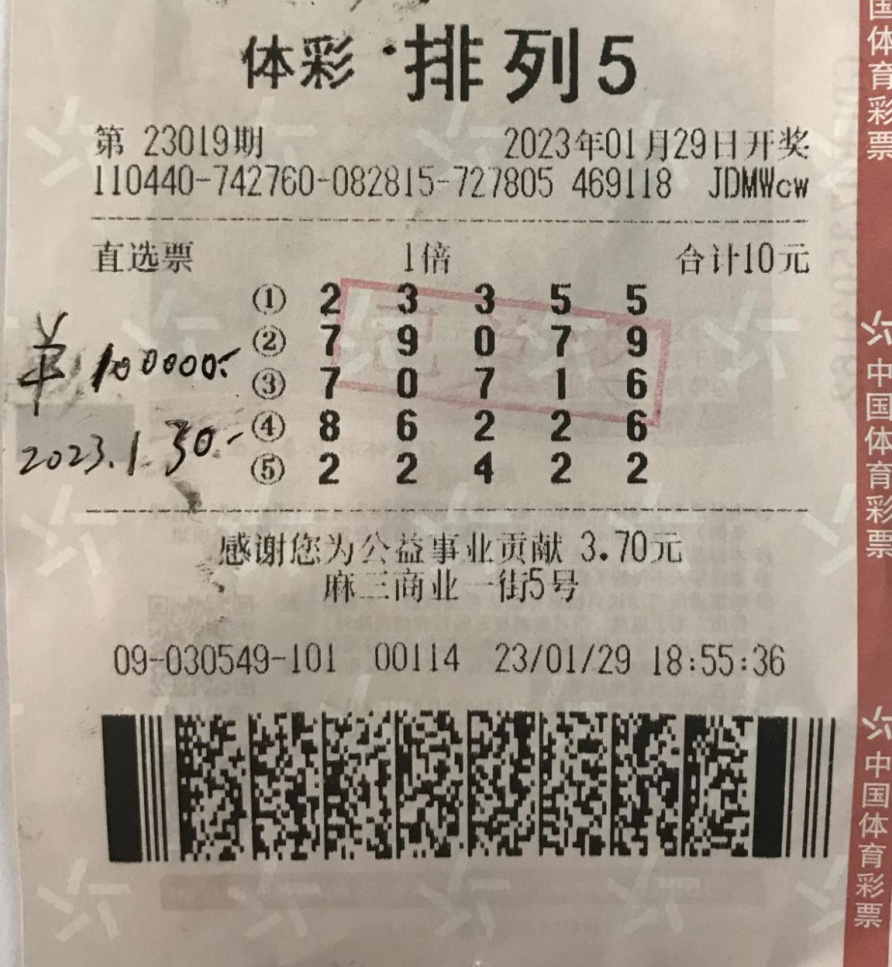 体彩·排列5
第 23019期 2023年01月29日开奖
110440-742760-082815-727805 469118 JDMWcw
直选票 1倍 合计10元
① 2 3 3 5 5
② 7 9 0 7 9
③ 7 0 7 1 6
④ 8 6 2 2 6
⑤ 2 2 4 2 2
¥ 100000.-
2023.1.30.-
感谢您为公益事业贡献 3.70元
麻三商业一街5号
09-030549-101 00114 23/01/29 18:55:36
国体育彩票
中国体育彩票
中国体育彩票